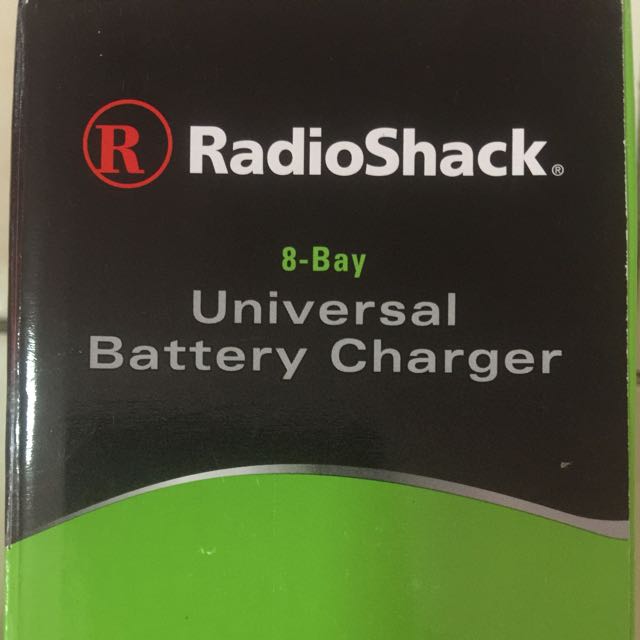 R RadioShack®
8-Bay
Universal
Battery Charger